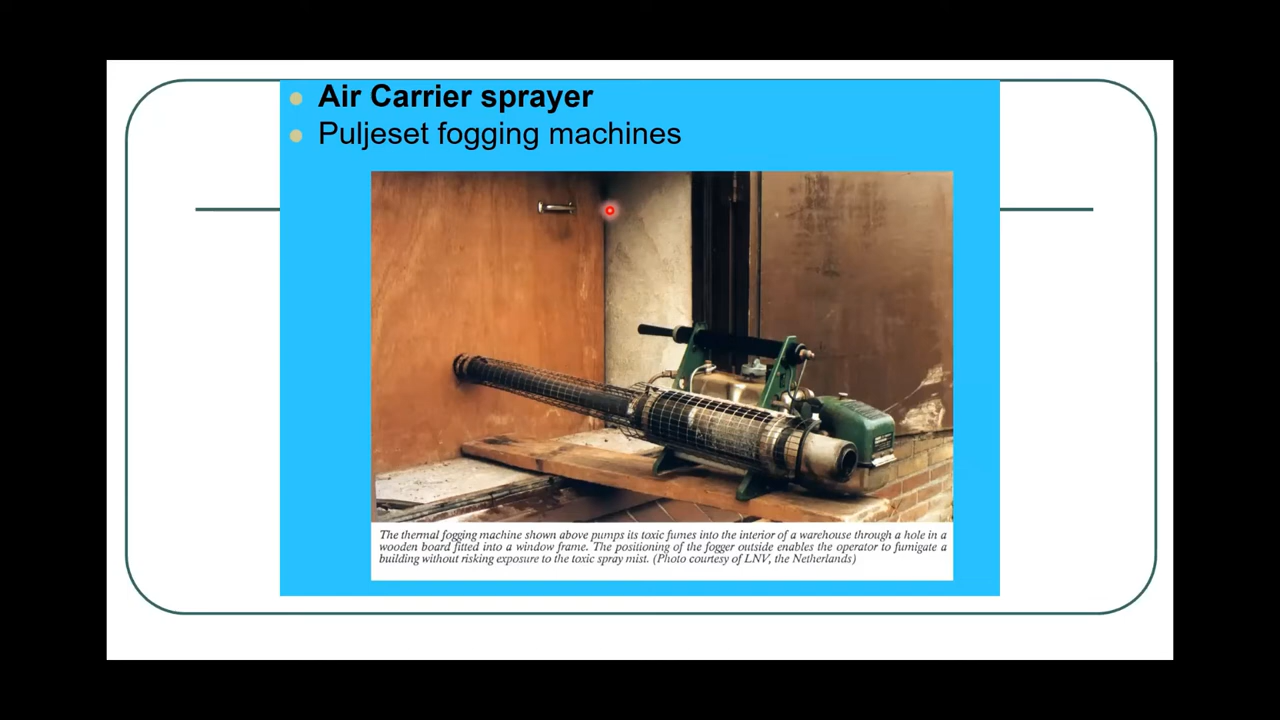 Air Carrier sprayer
Puljeset fogging machines
The thermal fogging machine shown above pumps its toxic fumes into the interior of a warehouse through a hole in a
wooden board fitted into a window frame. The positioning of the fogger outside enables the operator to fumigate a
building without risking exposure to the toxic spray mist. (Photo courtesy of LNV, the Netherlands)